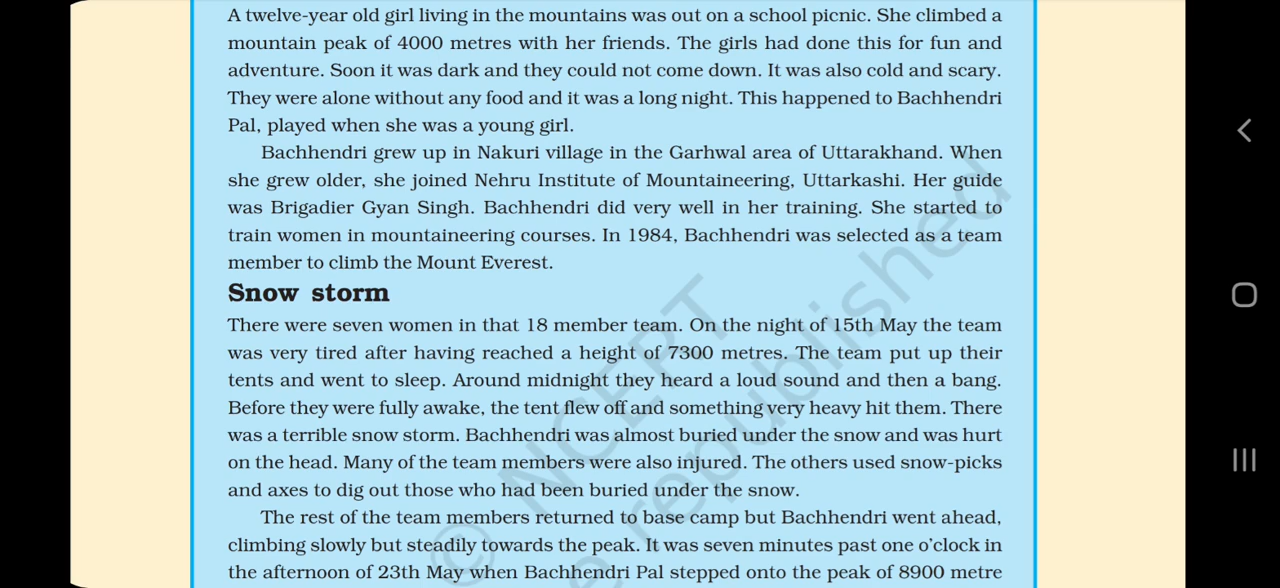 A twelve-year old girl living in the mountains was out on a school picnic. She climbed a
mountain peak of 4000 metres with her friends. The girls had done this for fun and
adventure. Soon it was dark and they could not come down. It was also cold and scary.
They were alone without any food and it was a long night. This happened to Bachhendri
Pal, played when she was a young girl.
Bachhendri grew up in Nakuri village in the Garhwal area of Uttarakhand. When
she grew older, she joined Nehru Institute of Mountaineering, Uttarkashi. Her guide
was Brigadier Gyan Singh. Bachhendri did very well in her training. She started to
train women in mountaineering courses. In 1984, Bachhendri was selected as a team
member to climb the Mount Everest.
Snow storm
There were seven women in that 18 member team. On the night of 15th May the team
was very tired after having reached a height of 7300 metres. The team put up their
tents and went to sleep. Around midnight they heard a loud sound and then a bang.
Before they were fully awake, the tent flew off and something very heavy hit them. There
was a terrible snow storm. Bachhendri was almost buried under the snow and was hurt
on the head. Many of the team members were also injured. The others used snow-picks
and axes to dig out those who had been buried under the snow.
The rest of the team members returned to base camp but Bachhendri went ahead,
climbing slowly but steadily towards the peak. It was seven minutes past one o'clock in
the afternoon of 23th May when Bachhendri Pal stepped onto the peak of 8900 metre
© NCERT
republished